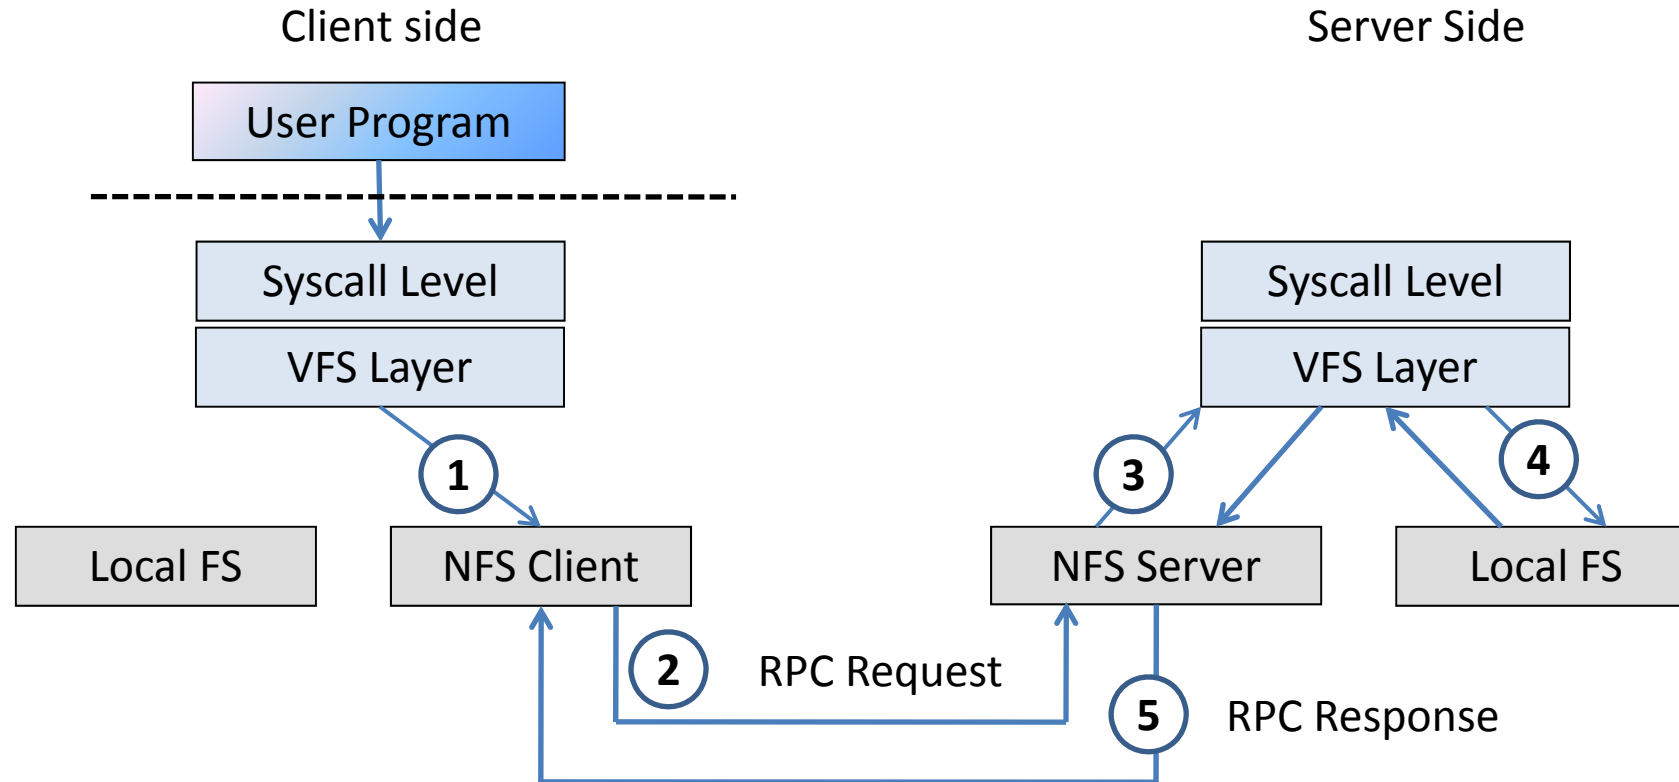 Client side
Server Side
User Program
Syscall Level
Syscall Level
VFS Layer
VFS Layer
1
3
4
Local FS
NFS Client
NFS Server
Local FS
2
RPC Request
5
RPC Response